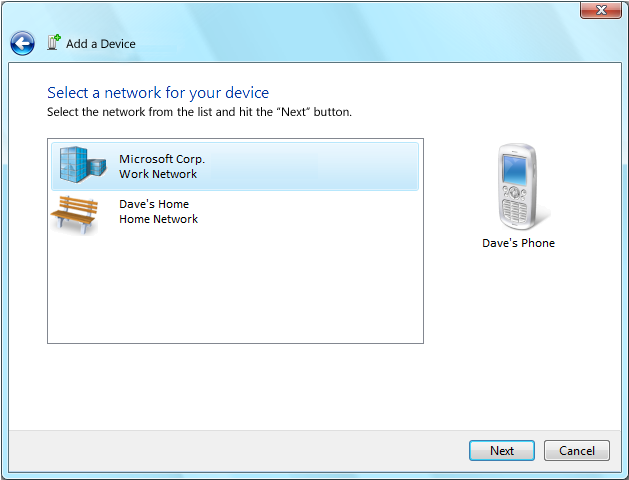 Add a Device
Select a network for your device
Select the network from the list and hit the “Next” button.
Microsoft Corp.
Work Network
Dave's Home
Home Network
Dave's Phone
Next
Cancel